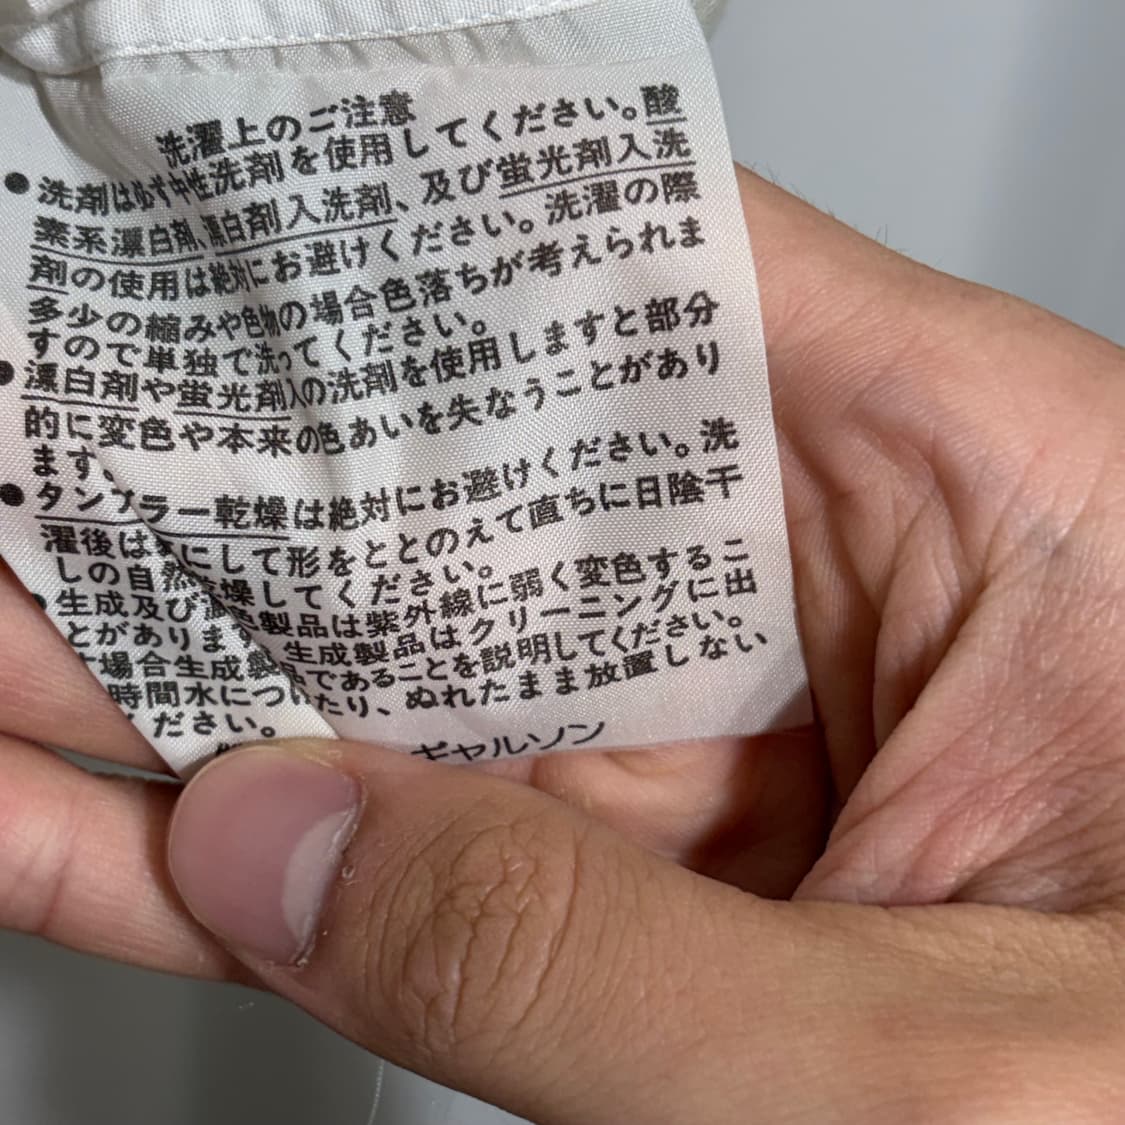 洗濯上のご注意
●洗剤は必ず中性洗剤を使用してください。酸
素系漂白剤、漂白剤入洗剤、及び蛍光剤入洗
剤の使用は絶対にお避けください。洗濯の際
多少の縮みや色物の場合色落ちが考えられま
すので単独で洗ってください。
●漂白剤や蛍光剤入の洗剤を使用しますと部分
的に変色や本来の色あいを失なうことがあり
ます。
●タンブラー乾燥は絶対にお避けください。洗
濯後は にして形をととのえて直ちに日陰干
しの自然乾燥してください。
●生成及び 色製品は紫外線に弱く変色するこ
とがあります 生成製品はクリーニングに出
す場合生成製品であることを説明してください。
時間水につけたり、ぬれたまま放置しない
ください。
ギャルソン